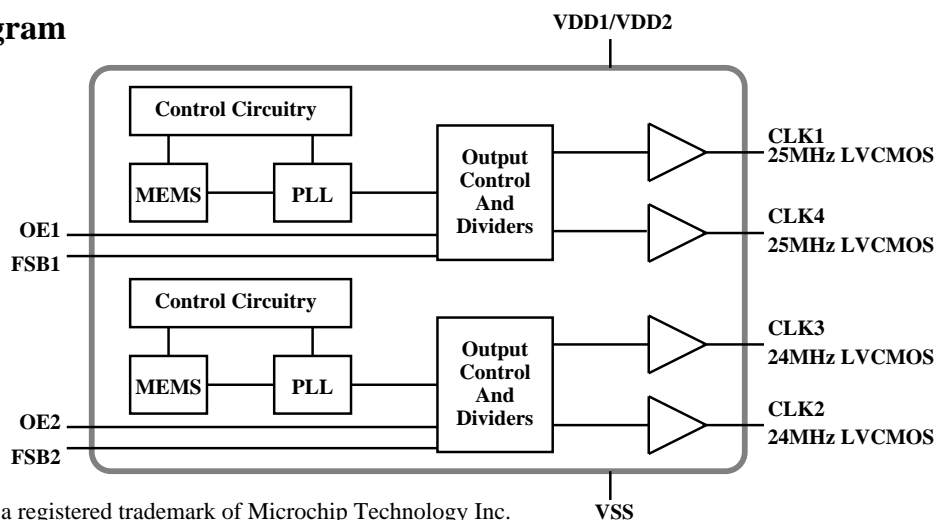 gram
VDD1/VDD2
Control Circuitry
MEMS
PLL
Output
Control
And
Dividers
CLK1
25MHz LVCMOS
CLK4
25MHz LVCMOS
OE1
FSB1
Control Circuitry
MEMS
PLL
Output
Control
And
Dividers
CLK3
24MHz LVCMOS
CLK2
24MHz LVCMOS
OE2
FSB2
a registered trademark of Microchip Technology Inc.
VSS